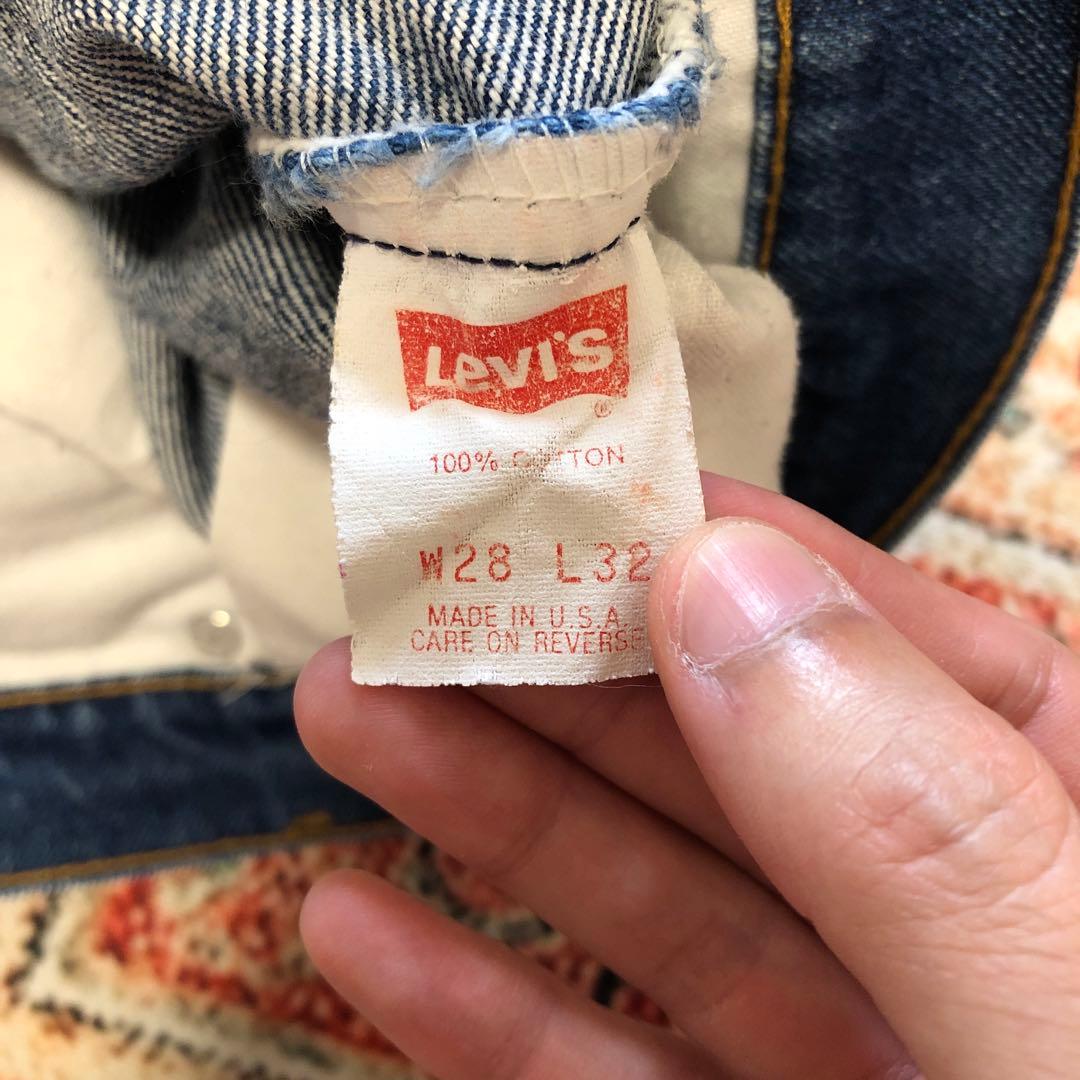 Levi's
®
100% COTTON
W28 L32
MADE IN U.S.A.
CARE ON REVERSE